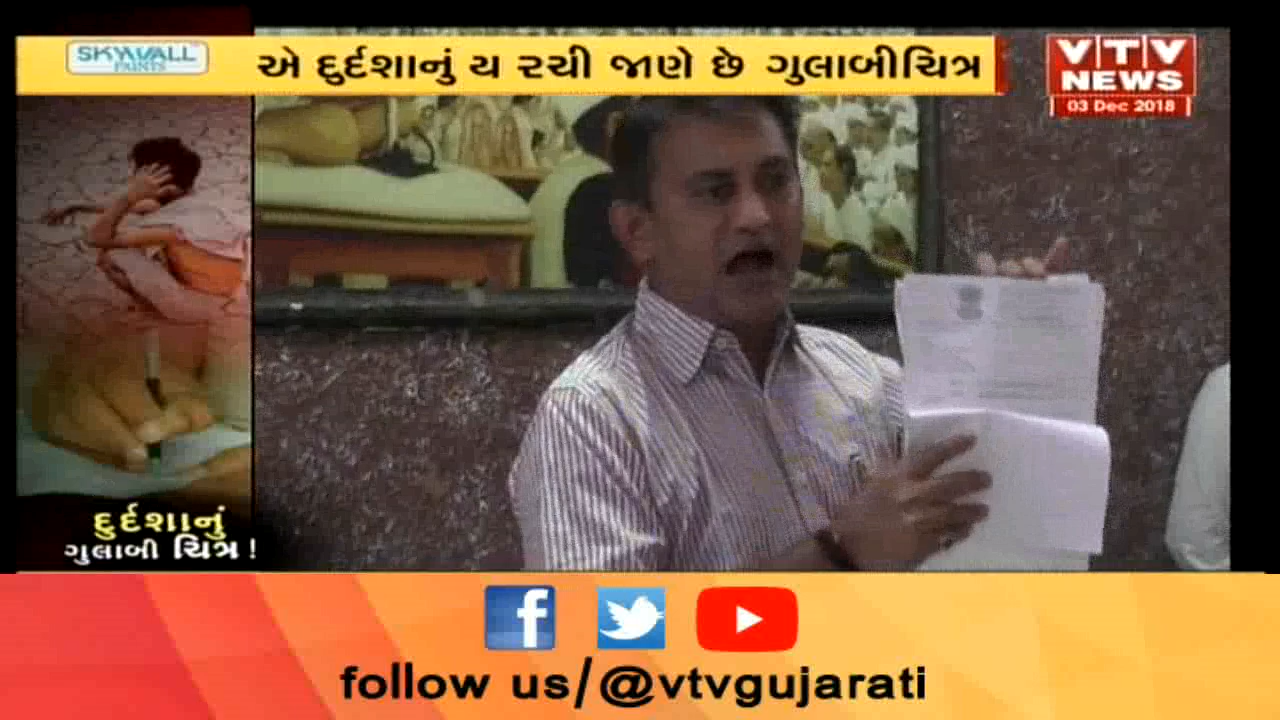 SKYWALL
PAINTS
એ દુર્દશાનું ય રચી જાણે છે ગુલાબીચિત્ર
VTV
NEWS
03 Dec 2018
દુર્દશાનું
ગુલાબી ચિત્ર !
follow us/@vtvgujarati